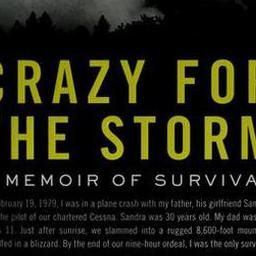 CRAZY FOR
THE STORM
MEMOIR OF SURVIVA
ebruary 19, 1979, I was in a plane crash with my father, his girlfriend San
the pilot of our chartered Cessna. Sandra was 30 years old. My dad was
s 11. Just after sunrise, we slammed into a rugged 8,600-foot moun
lfed in a blizzard. By the end of our nine-hour ordeal, I was the only surv